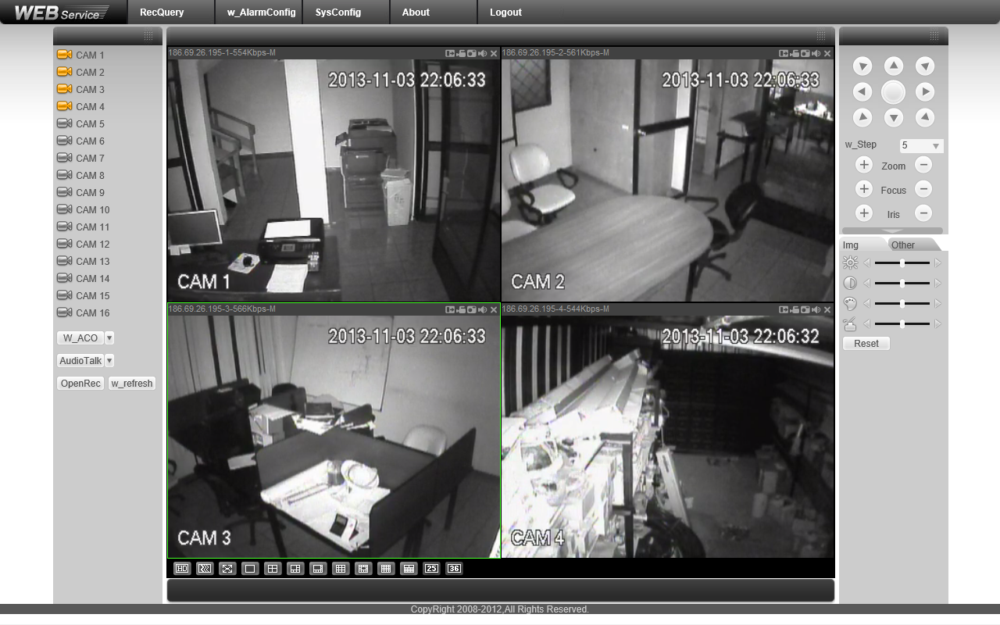 WEB Service RecQuery w_AlarmConfig SysConfig About Logout
CAM 1
CAM 2
CAM 3
CAM 4
CAM 5
CAM 6
CAM 7
CAM 8
CAM 9
CAM 10
CAM 11
CAM 12
CAM 13
CAM 14
CAM 15
CAM 16
W_ACO
AudioTalk
OpenRec w_refresh
186.69.26.195-1-554Kbps-M
2013-11-03 22:06:33
CAM 1
186.69.26.195-2-561Kbps-M
2013-11-03 22:06:33
CAM 2
186.69.26.195-3-566Kbps-M
2013-11-03 22:06:33
CAM 3
186.69.26.195-4-544Kbps-M
2013-11-03 22:06:32
CAM 4
HD 25 36
w_Step 5
Zoom
Focus
Iris
Img Other
Reset
CopyRight 2008-2012,All Rights Reserved.